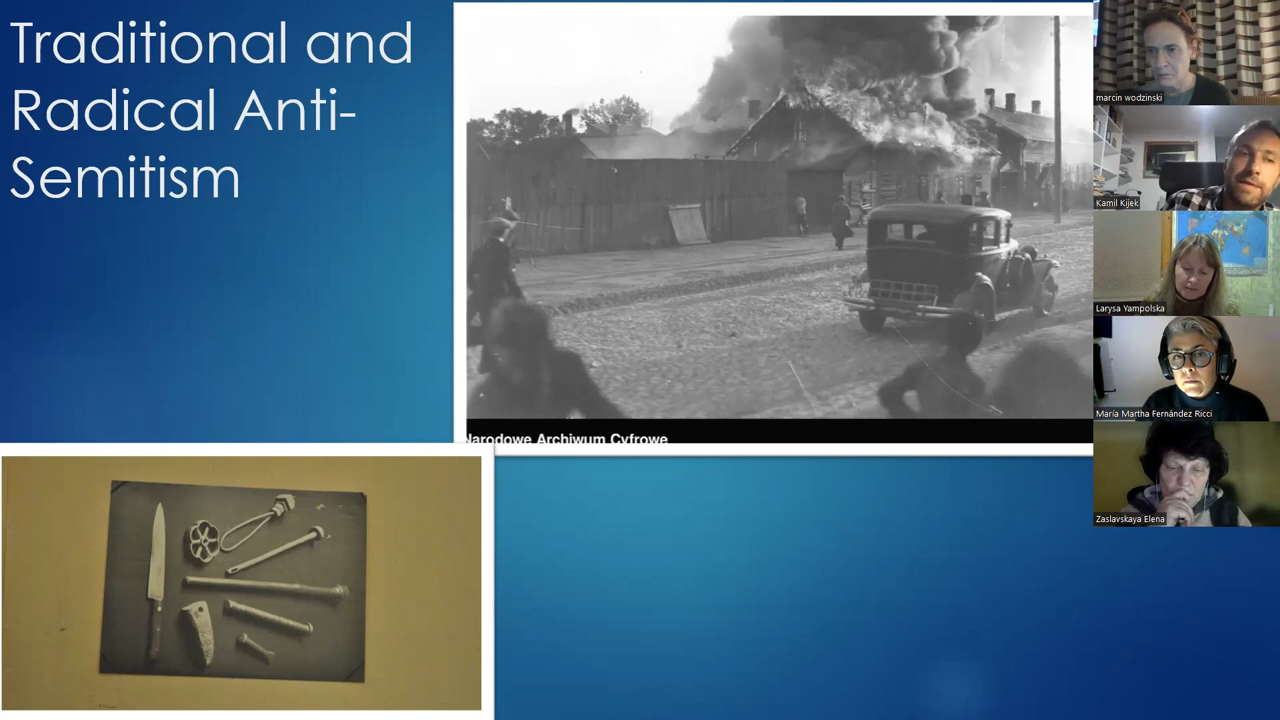 Traditional and
Radical Anti-
Semitism
Narodowe Archiwum Cyfrowe
marcin wodzinski
Kamil Kijek
Larysa Yampolska
María Martha Fernández Ricci
Zaslavskaya Elena